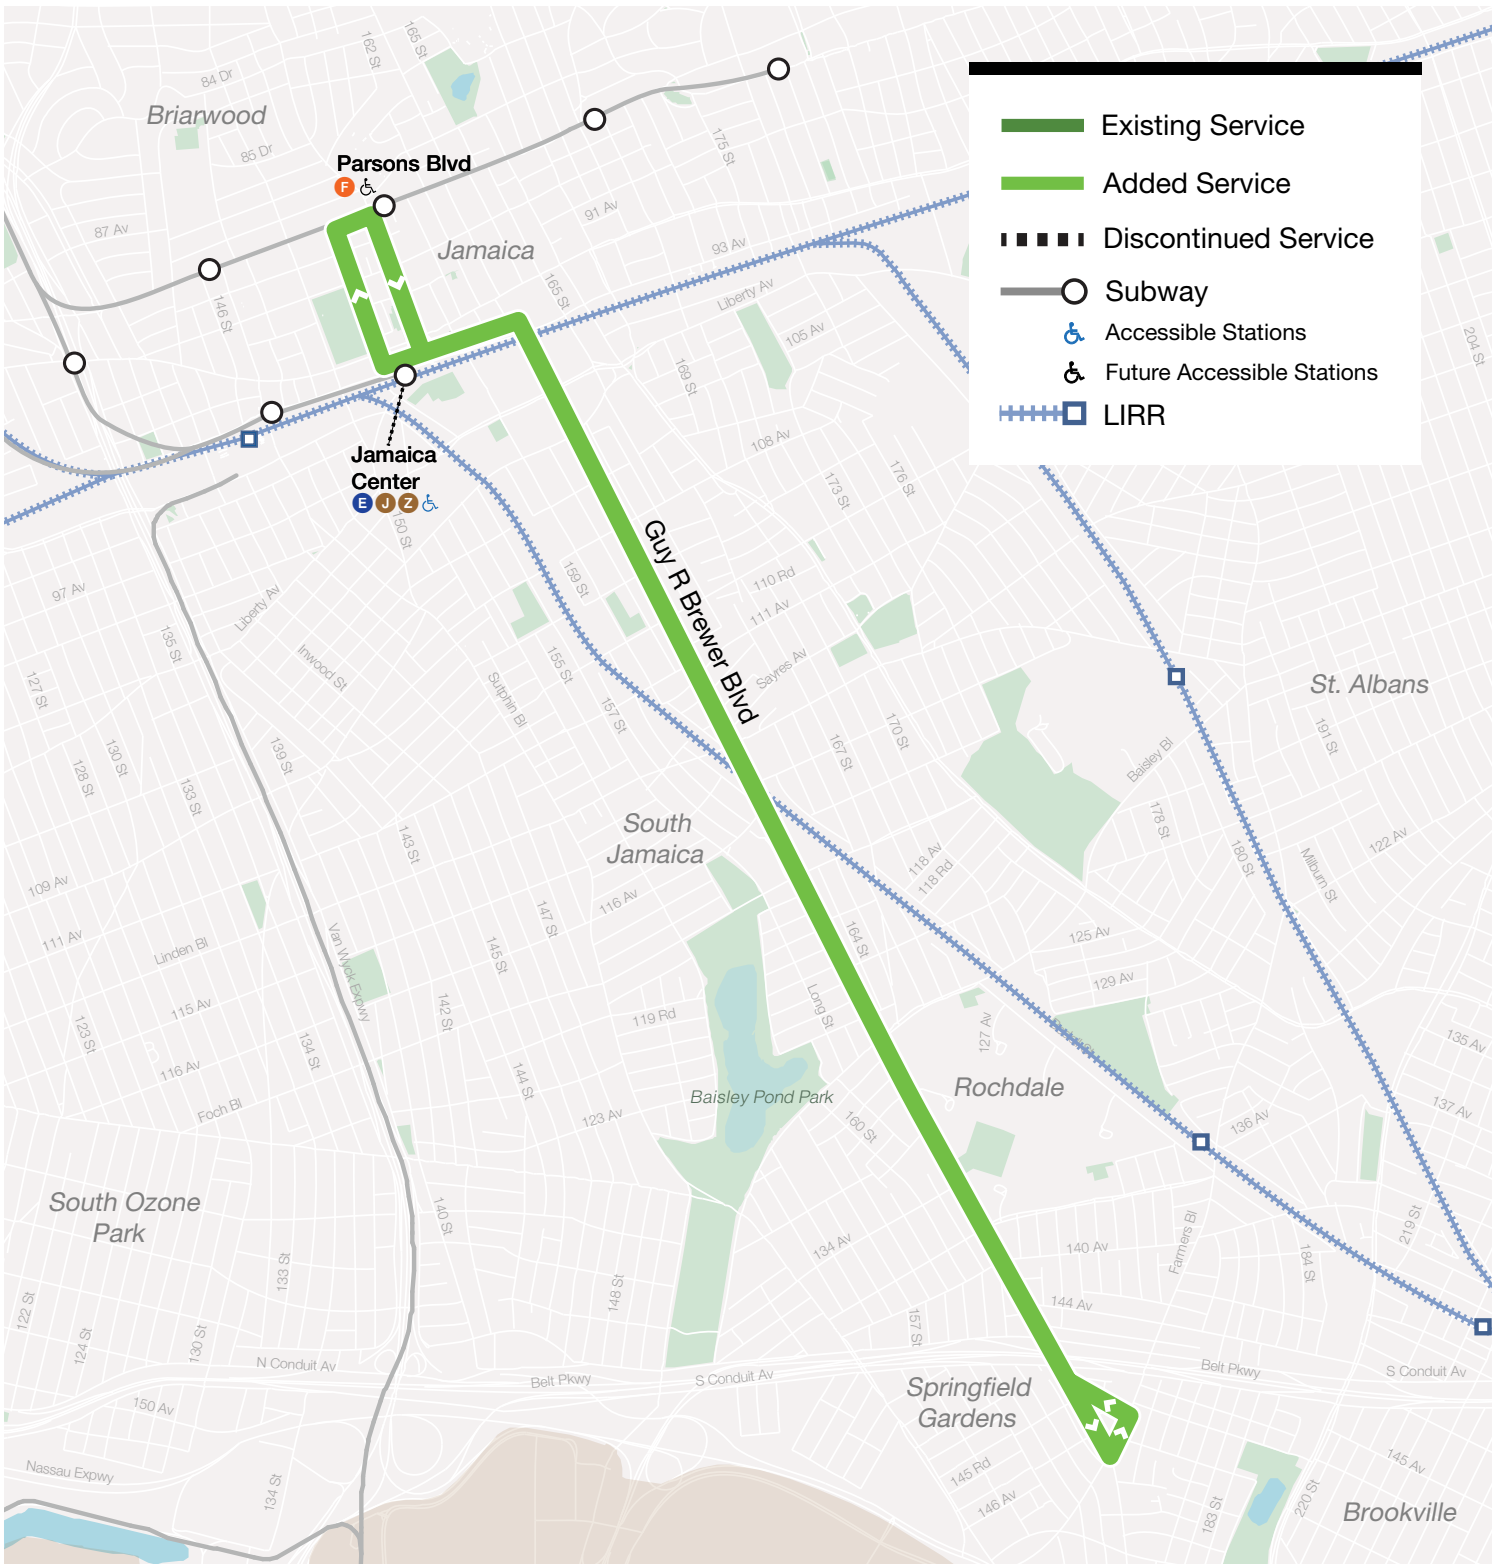 165 St
162 St
84 Dr
Briarwood
85 Dr
175 St
Parsons Blvd
F
87 Av
91 Av
Jamaica
93 Av
146 St
165 St
Liberty Av
105 Av
169 St
Existing Service
Added Service
Discontinued Service
Subway
Accessible Stations
Future Accessible Stations
LIRR
204 St
Jamaica
Center
E J Z
150 St
108 Av
173 St
176 St
Guy R Brewer Blvd
97 Av
Liberty Av
135 St
Inwood St
159 St
110 Rd
111 Av
155 St
Sutphin Bl
157 St
Sayres Av
127 St
130 St
128 St
133 St
139 St
167 St
170 St
St. Albans
191 St
Baisley Bl
178 St
180 St
Milburn St
122 Av
143 St
South
Jamaica
118 Av
118 Rd
109 Av
116 Av
147 St
111 Av
Linden Bl
Van Wyck Expwy
145 St
164 St
125 Av
129 Av
115 Av
142 St
119 Rd
Long St
127 Av
123 St
134 St
116 Av
144 St
Foch Bl
123 Av
Baisley Pond Park
160 St
Rochdale
135 Av
137 Av
136 Av
South Ozone
Park
140 St
134 Av
140 Av
Farmers Bl
184 St
219 St
133 St
148 St
122 St
124 St
130 St
144 Av
157 St
N Conduit Av
Belt Pkwy
S Conduit Av
Belt Pkwy
S Conduit Av
150 Av
Springfield
Gardens
Nassau Expwy
134 St
145 Rd
146 Av
183 St
220 St
145 Av
Brookville